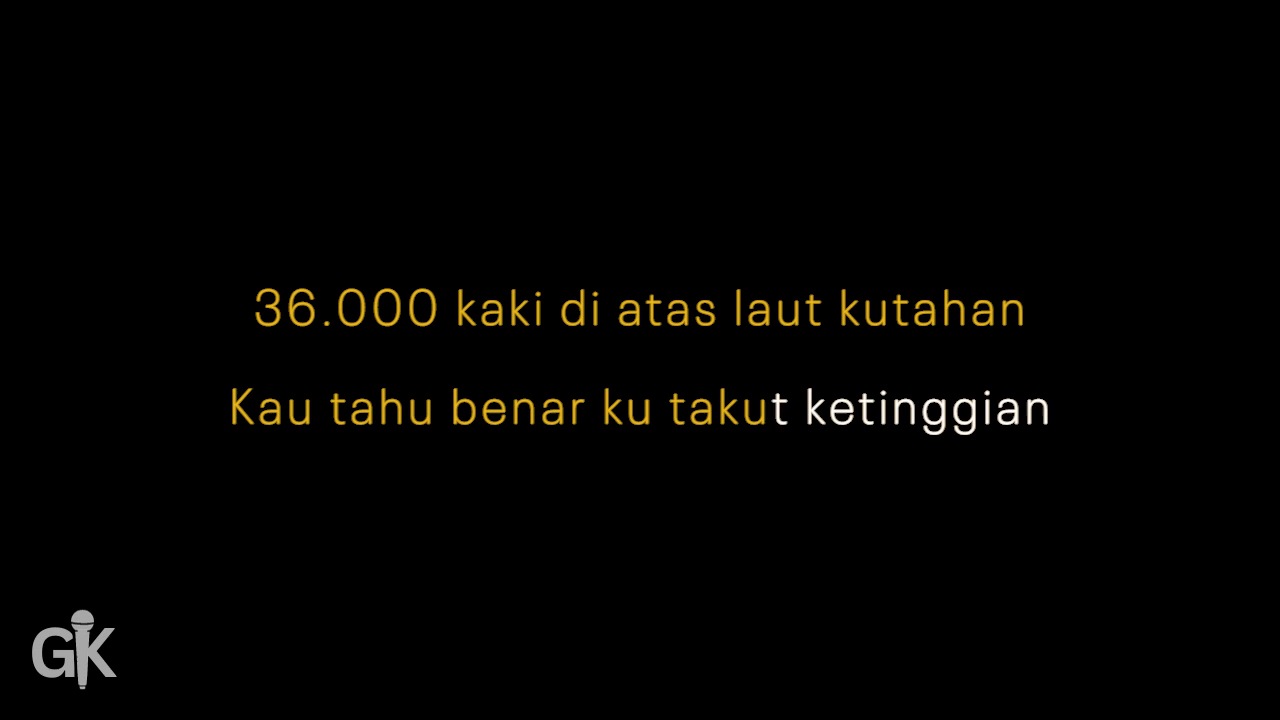 36.000 kaki di atas laut kutahan
Kau tahu benar ku takut ketinggian
GK